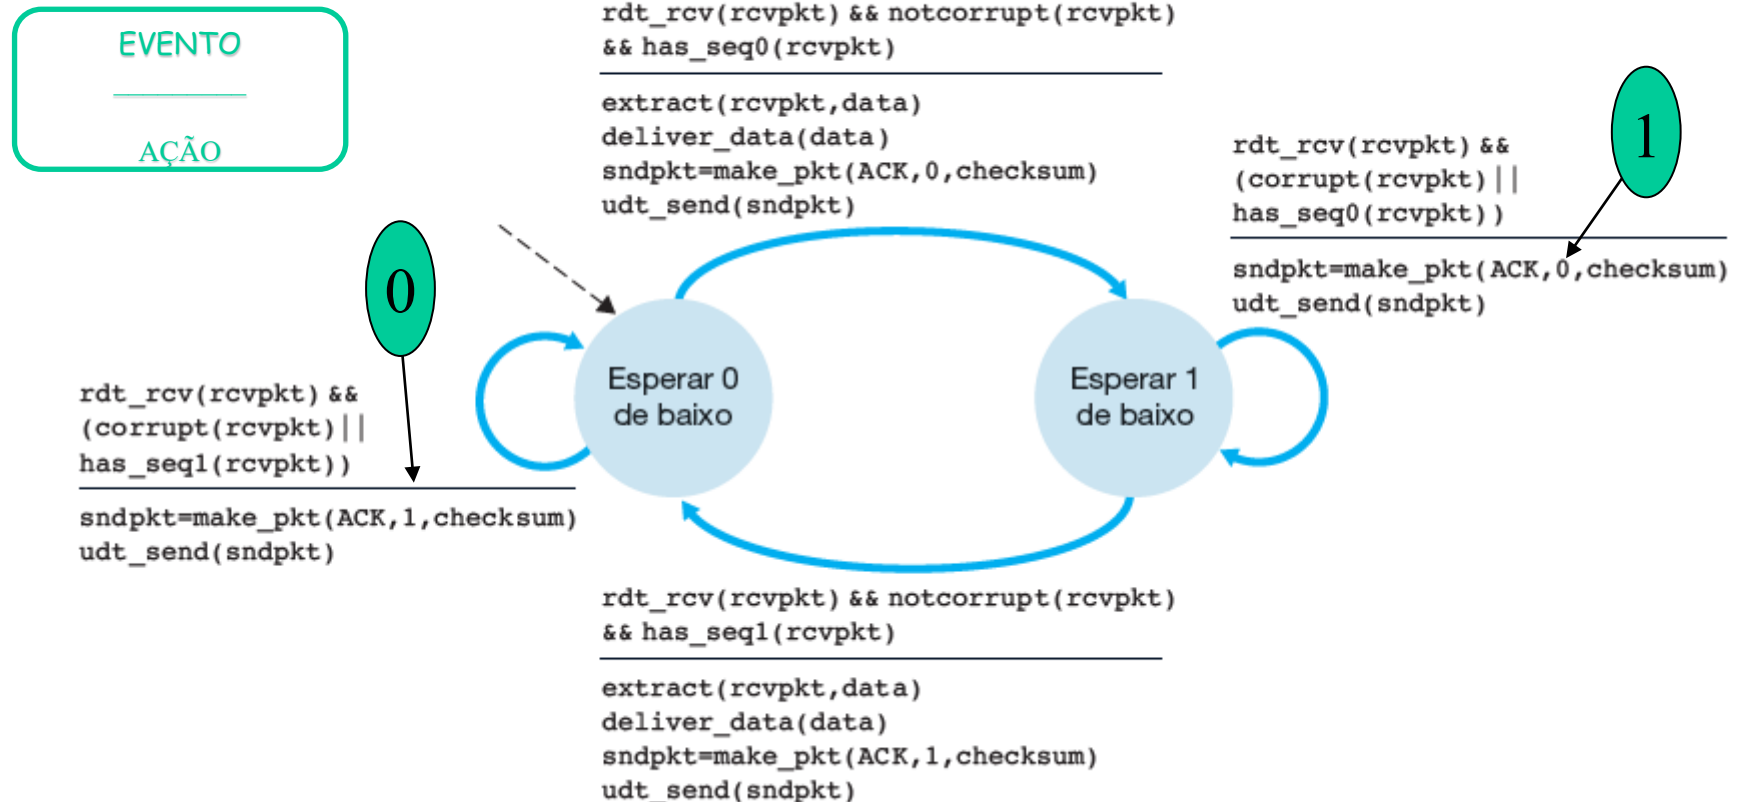 EVENTO
AÇÃO
rdt_rcv(rcvpkt) && notcorrupt(rcvpkt)
&& has_seq0(rcvpkt)
extract(rcvpkt,data)
deliver_data(data)
sndpkt=make_pkt(ACK,0,checksum)
udt_send(sndpkt)
1
rdt_rcv(rcvpkt) &&
(corrupt(rcvpkt)||
has_seq0(rcvpkt))
sndpkt=make_pkt(ACK,0,checksum)
udt_send(sndpkt)
0
Esperar 0
de baixo
Esperar 1
de baixo
rdt_rcv(rcvpkt) &&
(corrupt(rcvpkt)||
has_seq1(rcvpkt))
sndpkt=make_pkt(ACK,1,checksum)
udt_send(sndpkt)
rdt_rcv(rcvpkt) && notcorrupt(rcvpkt)
&& has_seq1(rcvpkt)
extract(rcvpkt,data)
deliver_data(data)
sndpkt=make_pkt(ACK,1,checksum)
udt_send(sndpkt)